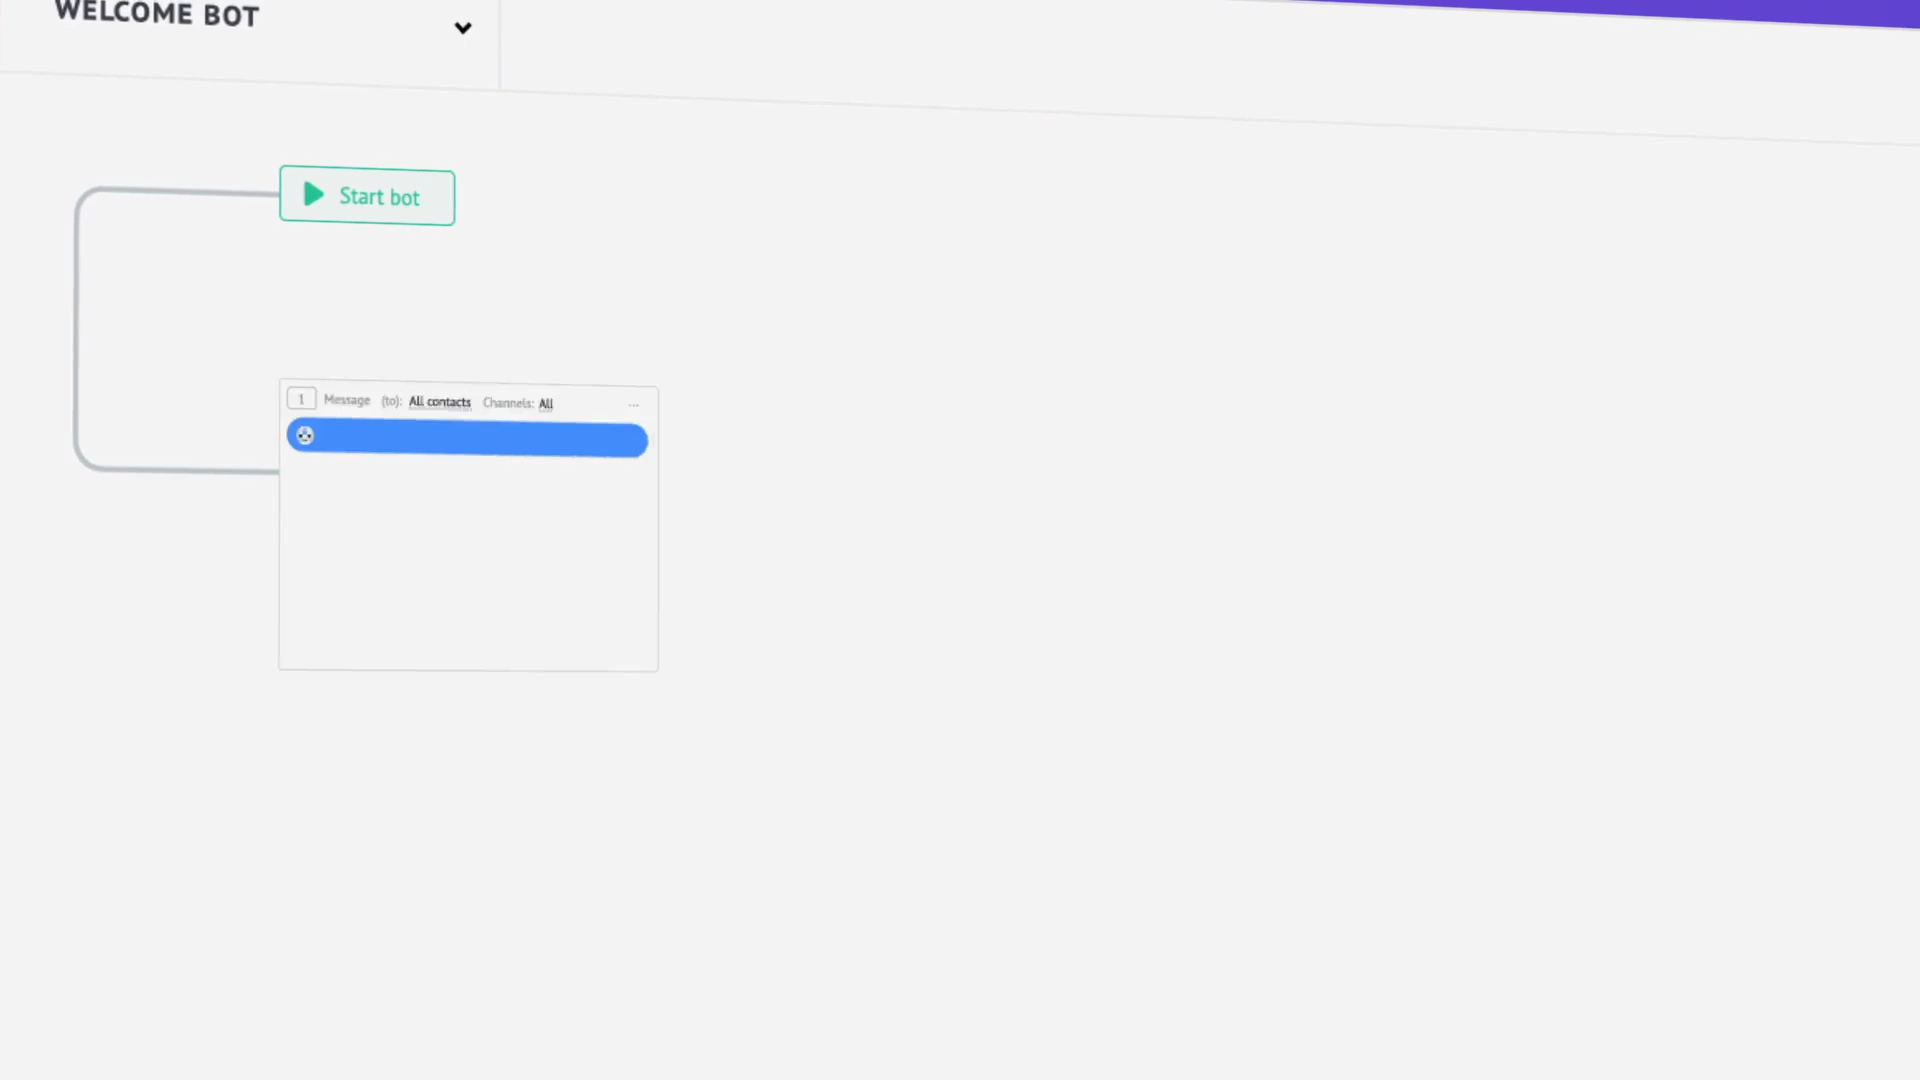 WELCOME BOT
Start bot
1 Message (to): All contacts Channels: All ...